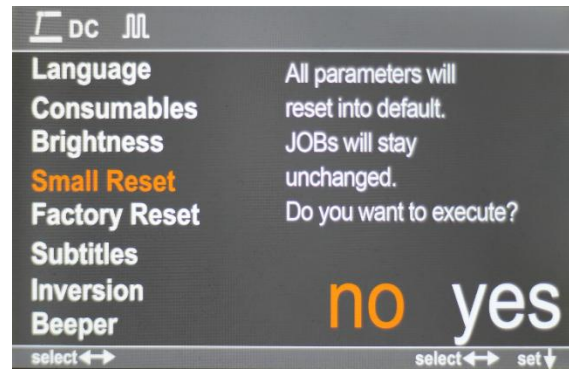 DC
Language
Consumables
Brightness
Small Reset
Factory Reset
Subtitles
Inversion
Beeper
All parameters will
reset into default.
JOBs will stay
unchanged.
Do you want to execute?
no yes
select
select set